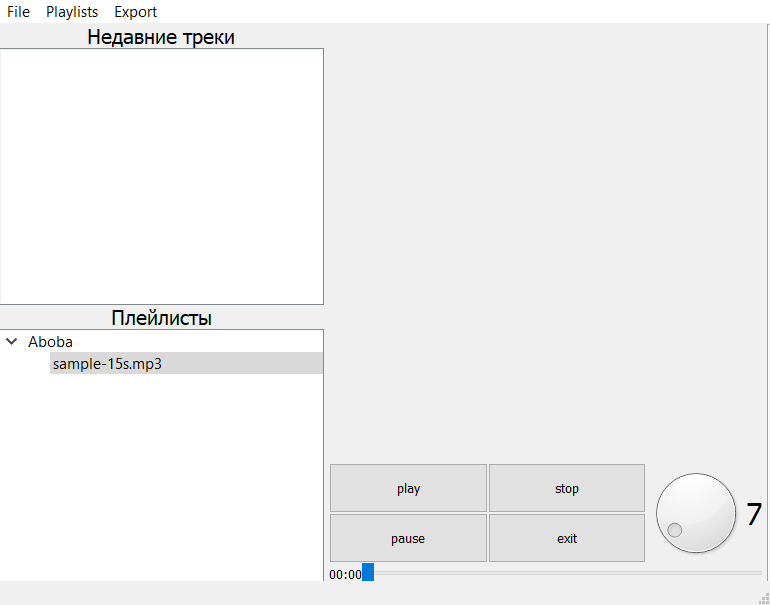 File Playlists Export
Недавние треки
Плейлисты
Aboba
sample-15s.mp3
play stop
pause exit
7
00:00